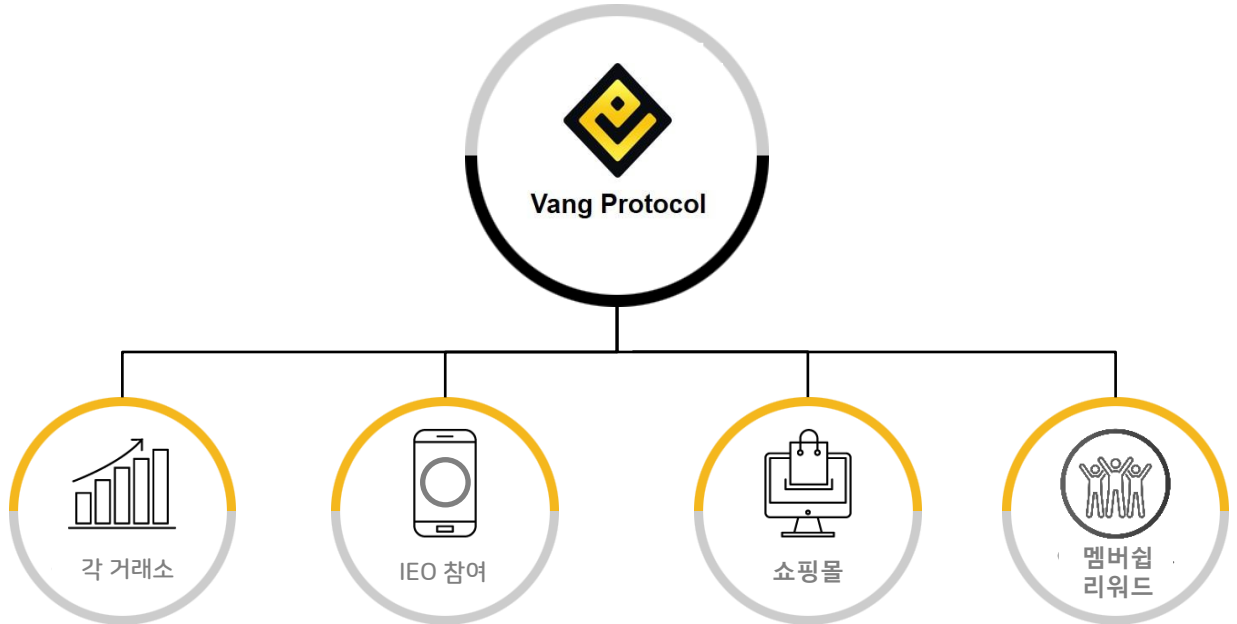 Vang Protocol
각 거래소
IEO 참여
쇼핑몰
멤버쉽
리워드